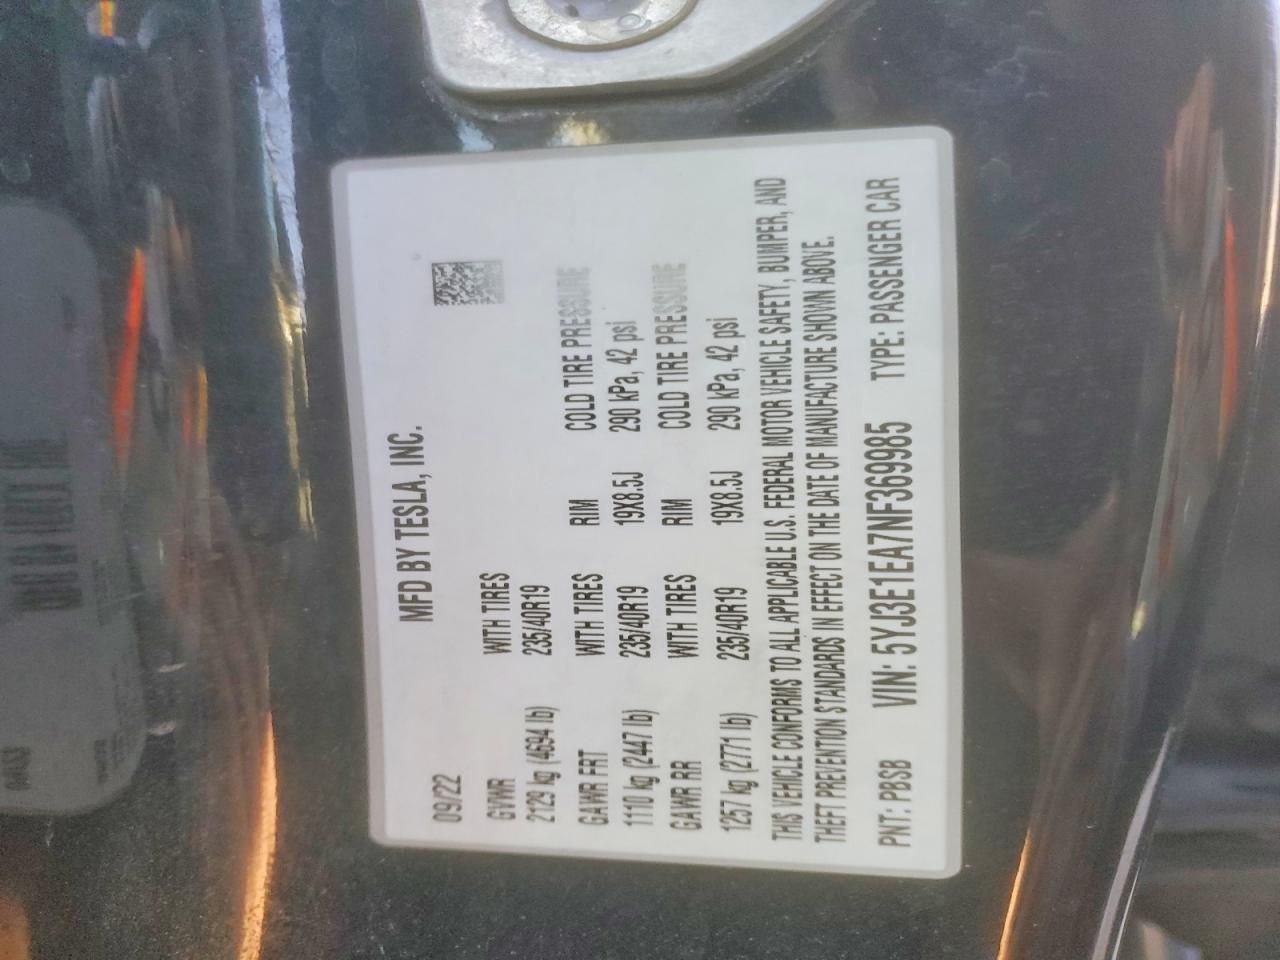 MFD BY TESLA, INC.
09/22
GVWR WITH TIRES
2129 kg (4694 lb) 235/40R19
GAWR FRT WITH TIRES RIM COLD TIRE PRESSURE
1110 kg (2447 lb) 235/40R19 19X8.5J 290 kPa, 42 psi
GAWR RR WITH TIRES RIM COLD TIRE PRESSURE
1257 kg (2771 lb) 235/40R19 19X8.5J 290 kPa, 42 psi
THIS VEHICLE CONFORMS TO ALL APPLICABLE U.S. FEDERAL MOTOR VEHICLE SAFETY, BUMPER, AND
THEFT PREVENTION STANDARDS IN EFFECT ON THE DATE OF MANUFACTURE SHOWN ABOVE.
PNT: PBSB VIN: 5YJ3E1EA7NF369985 TYPE: PASSENGER CAR